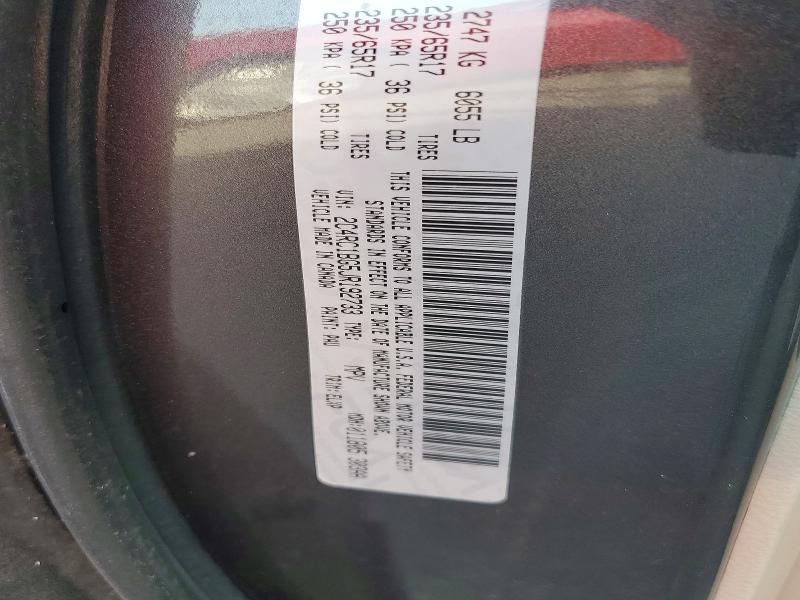 2747 KG 6055 LB
235/65R17 TIRES
250 KPA ( 36 PSI) COLD
235/65R17 TIRES
250 KPA ( 36 PSI) COLD
THIS VEHICLE CONFORMS TO ALL APPLICABLE U.S.A. FEDERAL MOTOR VEHICLE SAFETY
STANDARDS IN EFFECT ON THE DATE OF MANUFACTURE SHOWN ABOVE.
VIN: 2C4RC1BG5JR192733 TYPE: MPV
VEHICLE MADE IN CANADA PAINT: PAU TRIM: